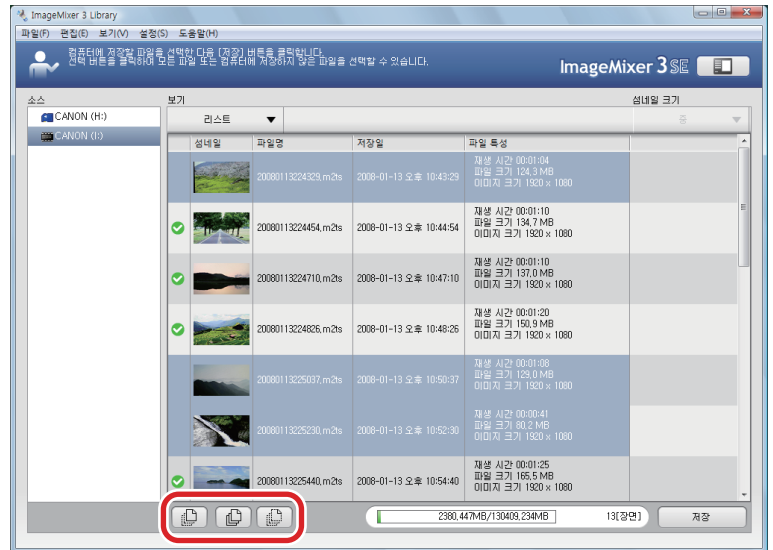 ImageMixer 3 Library
파일(F) 편집(E) 보기(V) 설정(S) 도움말(H)
컴퓨터에 저장할 파일을 선택한 다음 [저장] 버튼을 클릭합니다.
선택 버튼을 클릭하여 모든 파일 또는 컴퓨터에 저장하지 않은 파일을 선택할 수 있습니다.
ImageMixer 3 SE
소스 보기 섬네일 크기
CANON (H:) 리스트 중
CANON (I:)
섬네일 파일명 저장일 파일 특성
재생 시간 00:01:04
20080113224329.m2ts 2008-01-13 오후 10:43:29 파일 크기 124.3 MB
이미지 크기 1920 x 1080
재생 시간 00:01:10
20080113224454.m2ts 2008-01-13 오후 10:44:54 파일 크기 134.7 MB
이미지 크기 1920 x 1080
재생 시간 00:01:10
20080113224710.m2ts 2008-01-13 오후 10:47:10 파일 크기 137.0 MB
이미지 크기 1920 x 1080
재생 시간 00:01:20
20080113224826.m2ts 2008-01-13 오후 10:48:26 파일 크기 150.9 MB
이미지 크기 1920 x 1080
재생 시간 00:01:08
20080113225037.m2ts 2008-01-13 오후 10:50:37 파일 크기 129.0 MB
이미지 크기 1920 x 1080
재생 시간 00:00:41
20080113225230.m2ts 2008-01-13 오후 10:52:30 파일 크기 80.2 MB
이미지 크기 1920 x 1080
재생 시간 00:01:25
20080113225440.m2ts 2008-01-13 오후 10:54:40 파일 크기 165.5 MB
이미지 크기 1920 x 1080
2380.447MB/130409.234MB 13[장면] 저장